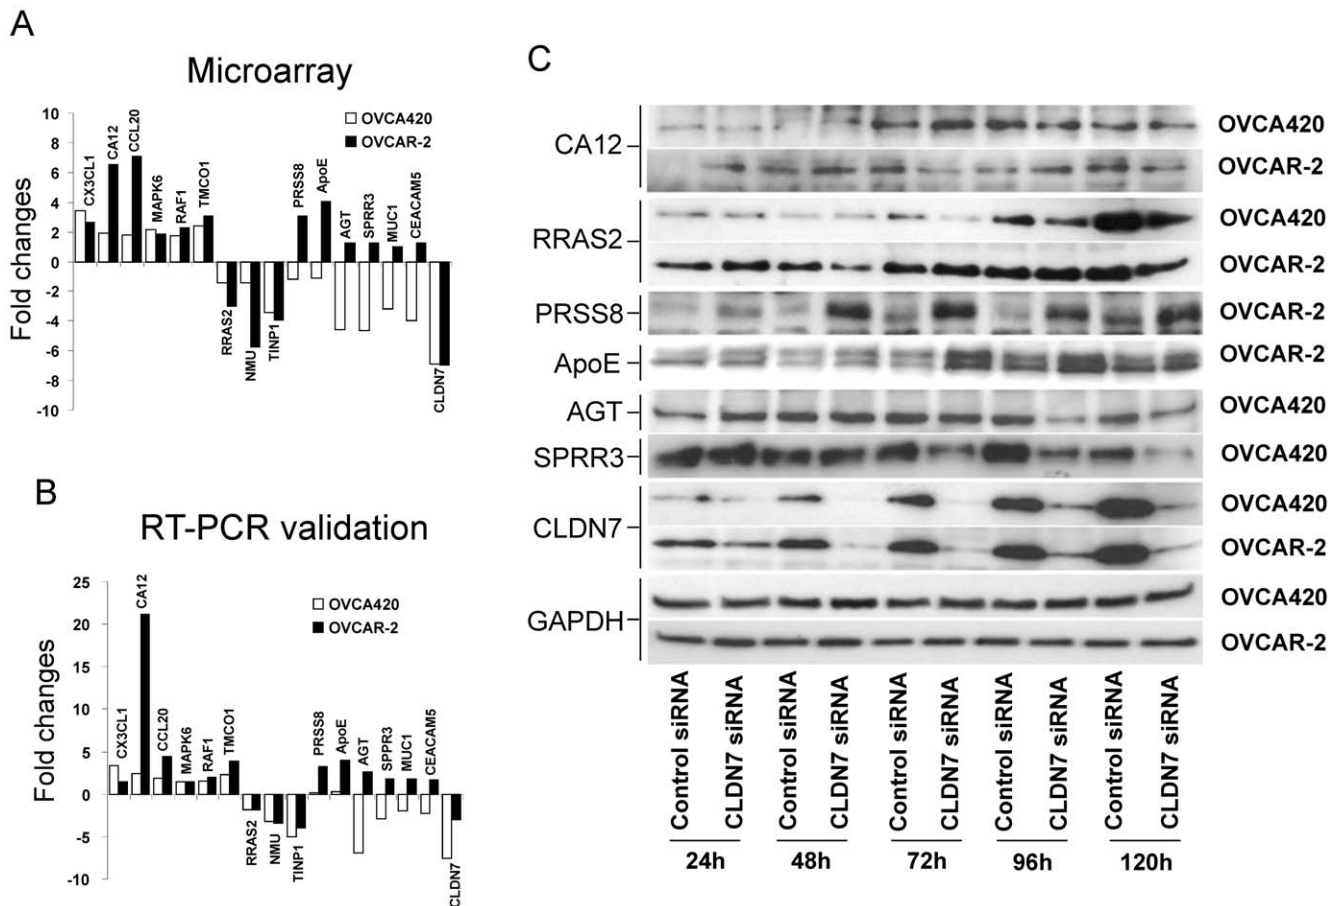 A
Microarray
Fold changes
10
8
6
4
2
0
-2
-4
-6
-8
-10
OVCA420
OVCAR-2
CX3CL1
CA12
CCL20
MAPK6
RAF1
TMCO1
RRAS2
NMU
TINP1
PRSS8
ApoE
AGT
SPRR3
MUC1
CEACAM5
CLDN7
B
RT-PCR validation
Fold changes
25
20
15
10
5
0
-5
-10
OVCA420
OVCAR-2
CX3CL1
CA12
CCL20
MAPK6
RAF1
TMCO1
RRAS2
NMU
TINP1
PRSS8
ApoE
AGT
SPPR3
MUC1
CEACAM5
CLDN7
C
CA12
OVCA420
OVCAR-2
RRAS2
OVCA420
OVCAR-2
PRSS8
OVCAR-2
ApoE
OVCAR-2
AGT
OVCA420
SPRR3
OVCA420
CLDN7
OVCA420
OVCAR-2
GAPDH
OVCA420
OVCAR-2
Control siRNA
CLDN7 siRNA
Control siRNA
CLDN7 siRNA
Control siRNA
CLDN7 siRNA
Control siRNA
CLDN7 siRNA
Control siRNA
CLDN7 siRNA
24h
48h
72h
96h
120h